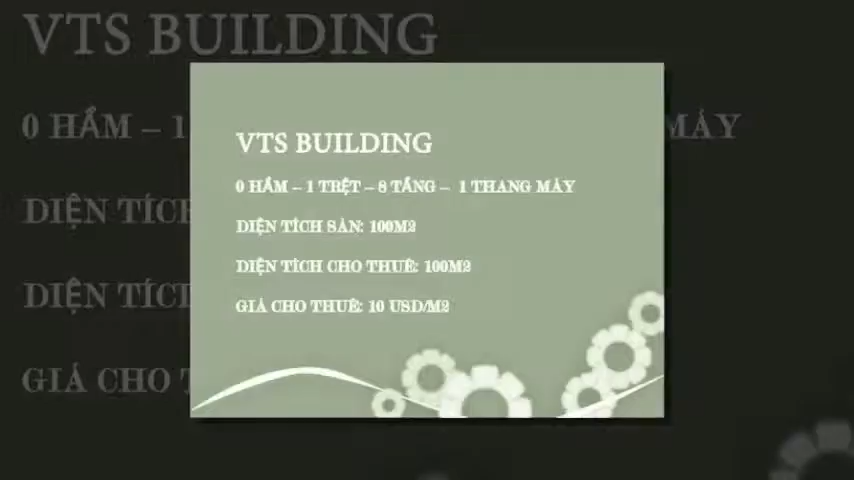 VTS BUILDING
0 HẦM – 1 TRỆT – 8 TẦNG – 1 THANG MÁY
DIỆN TÍCH SÀN: 100M2
DIỆN TÍCH CHO THUÊ: 100M2
GIÁ CHO THUÊ: 10 USD/M2